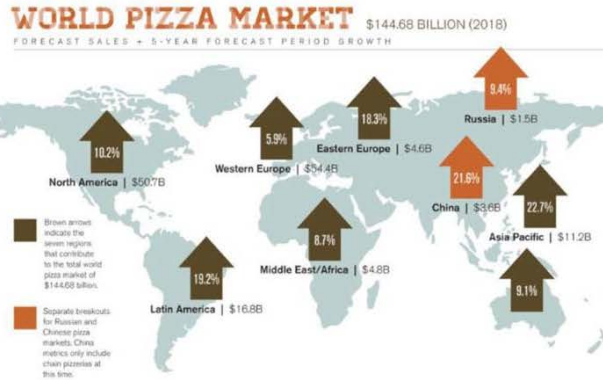 WORLD PIZZA MARKET $144.68 BILLION (2018)
FORECAST SALES + 5-YEAR FORECAST PERIOD GROWTH
9.4%
Russia | $1.5B
18.3%
Eastern Europe | $4.6B
5.9%
Western Europe | $54.4B
10.2%
North America | $50.7B
21.6%
China | $3.6B
22.7%
Asia Pacific | $11.2B
8.7%
Middle East/Africa | $4.8B
19.2%
Latin America | $16.8B
9.1%
Brown arrows
indicate the
seven regions
that contribute
to the total world
pizza market of
$144.68 billion.
Separate breakouts
for Russian and
Chinese pizza
markets. China
metrics only include
chain pizzerias at
this time.